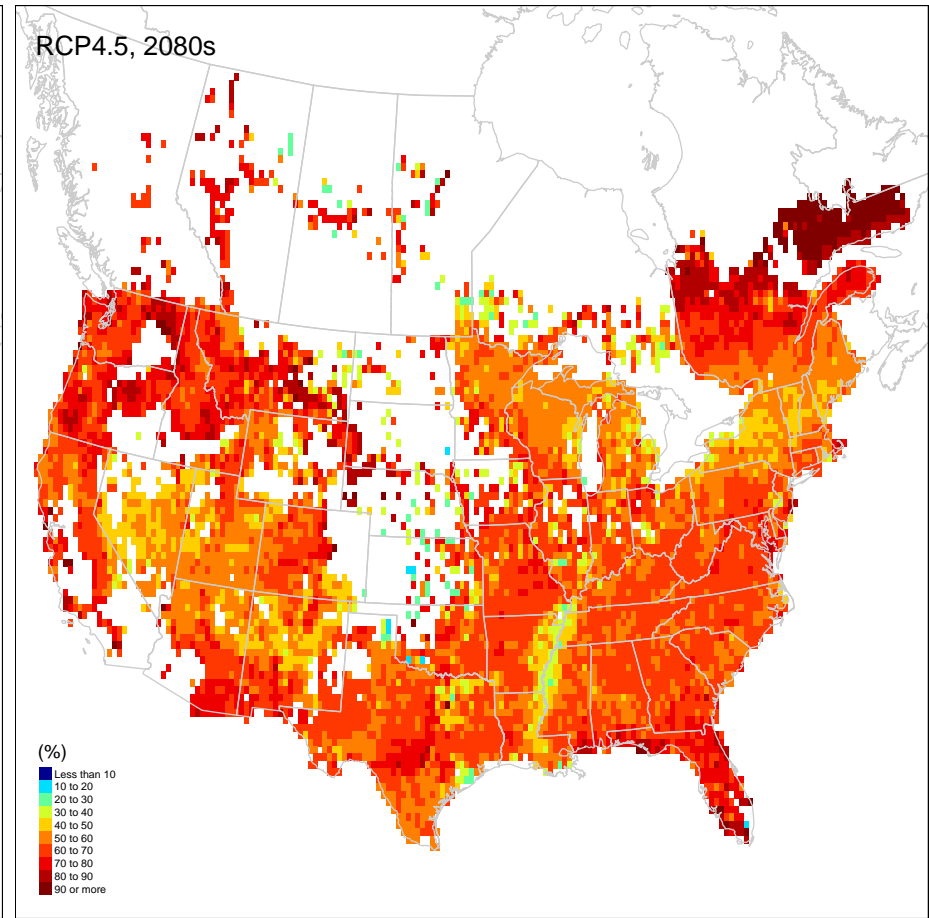 RCP4.5, 2080s
(%)
Less than 10
10 to 20
20 to 30
30 to 40
40 to 50
50 to 60
60 to 70
70 to 80
80 to 90
90 or more